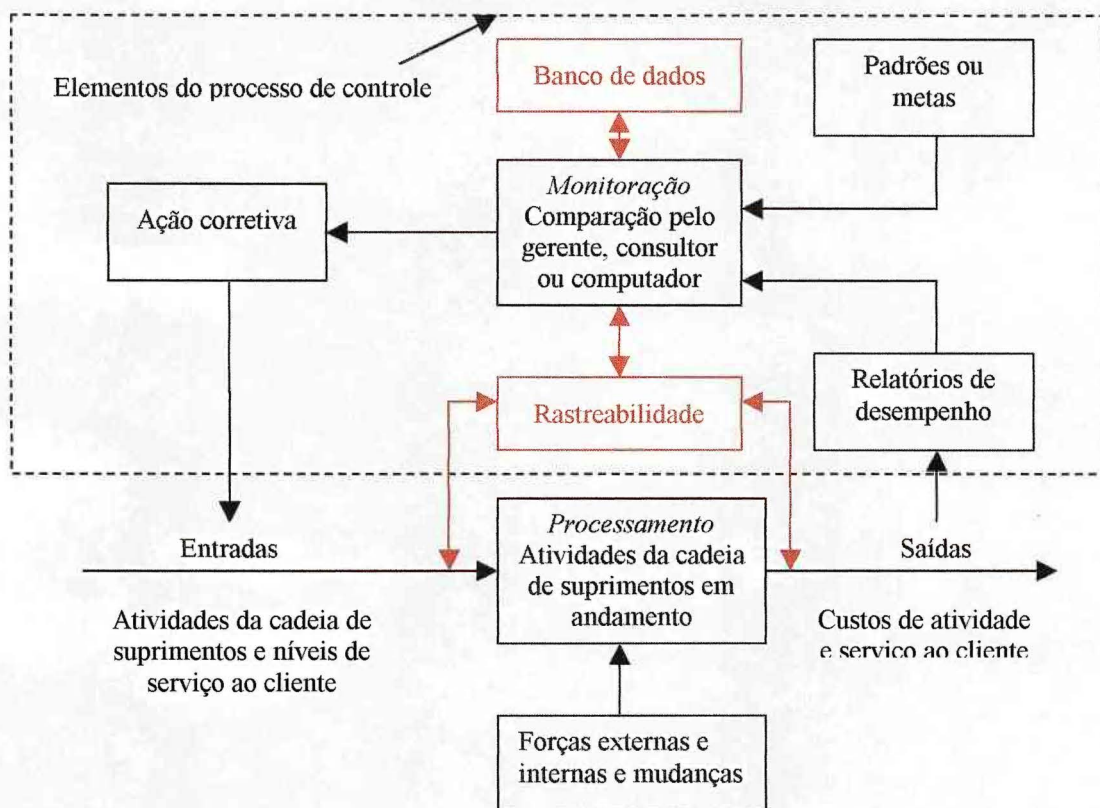 Elementos do processo de controle
Banco de dados
Padrões ou
metas
Ação corretiva
Monitoração
Comparação pelo
gerente, consultor
ou computador
Rastreabilidade
Relatórios de
desempenho
Entradas
Atividades da cadeia de
suprimentos e níveis de
serviço ao cliente
Processamento
Atividades da cadeia
de suprimentos em
andamento
Saídas
Custos de atividade
e serviço ao cliente
Forças externas e
internas e mudanças